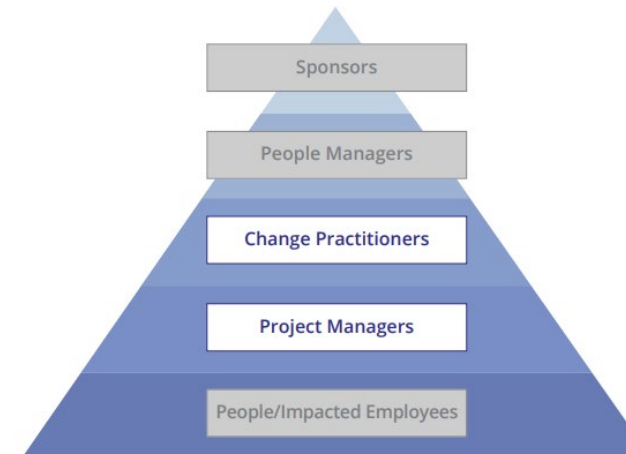 Sponsors
People Managers
Change Practitioners
Project Managers
People/Impacted Employees